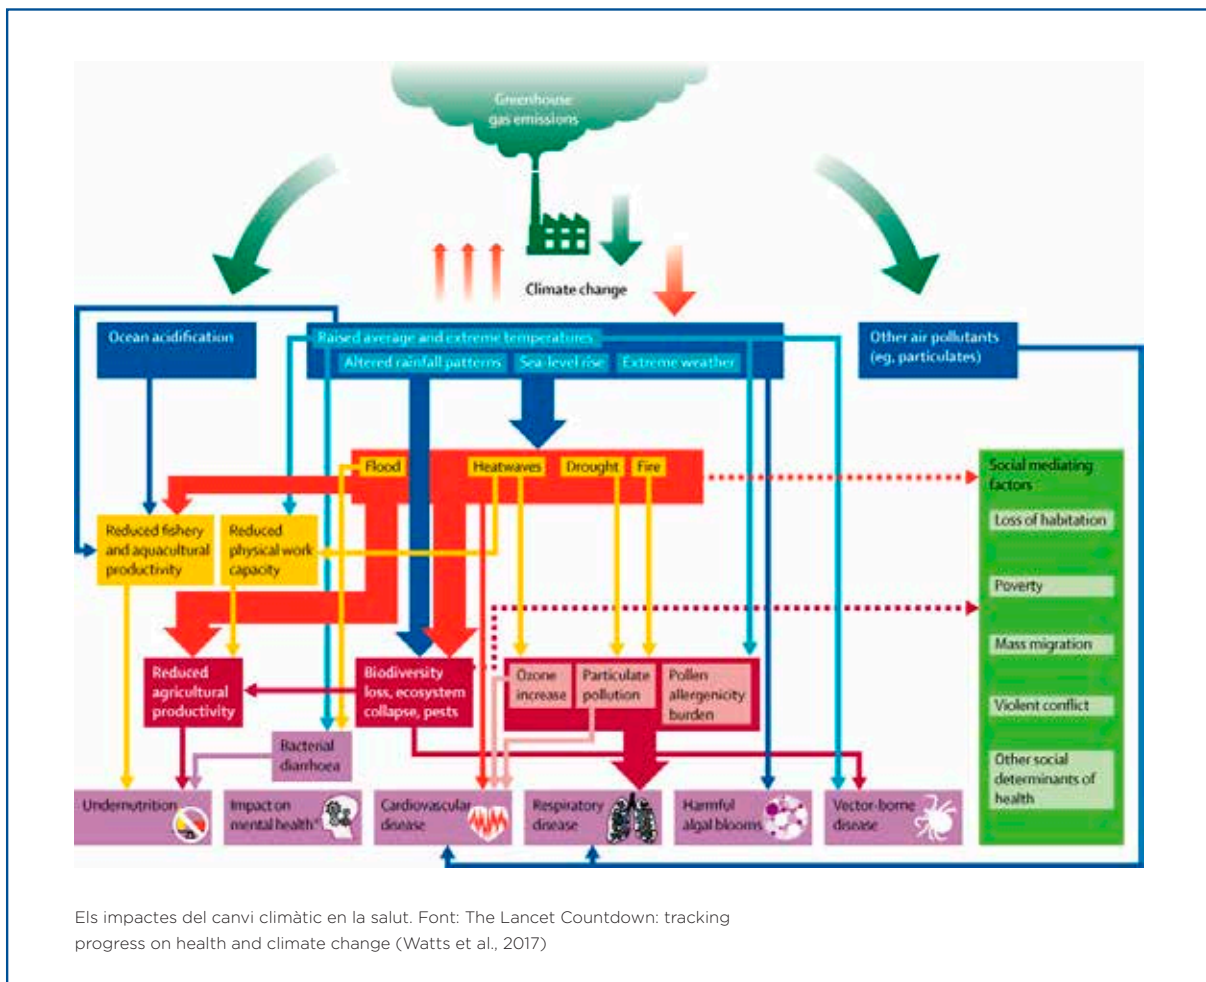 Greenhouse
gas emissions
Climate change
Ocean acidification
Raised average and extreme temperatures
Altered rainfall patterns
Sea-level rise
Extreme weather
Other air pollutants
(eg, particulates)
Flood
Heatwaves
Drought
Fire
Social mediating
factors
Loss of habitation
Poverty
Mass migration
Violent conflict
Other social
determinants of
health
Reduced fishery
and aquacultural
productivity
Reduced
physical work
capacity
Reduced
agricultural
productivity
Biodiversity
loss, ecosystem
collapse, pests
Ozone
increase
Particulate
pollution
Pollen
allergenicity
burden
Bacterial
diarrhoea
Undernutrition
Impact on
mental health*
Cardiovascular
disease
Respiratory
disease
Harmful
algal blooms
Vector-borne
disease
Els impactes del canvi climàtic en la salut. Font: The Lancet Countdown: tracking
progress on health and climate change (Watts et al., 2017)